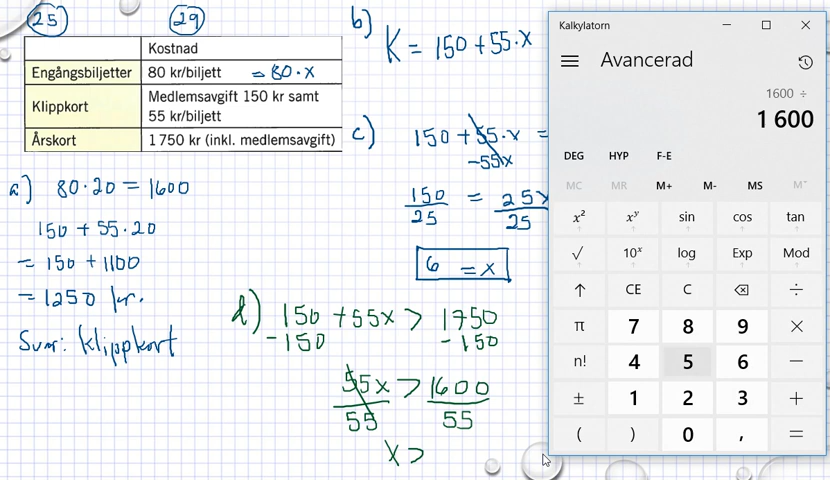 25
29
Kostnad
Engångsbiljetter 80 kr/biljett = 80·x
Klippkort Medlemsavgift 150 kr samt
55 kr/biljett
Årskort 1 750 kr (inkl. medlemsavgift)
a) 80·20 = 1600
150 + 55·20
= 150 + 1100
= 1250 kr.
Svar: Klippkort
b) K = 150 + 55·x
c) 150 + 55·x =
-55x
150 = 25x
25 25
6 = x
d) 150 + 55x > 1750
-150 -150
55x > 1600
55 55
x >
Kalkylatorn
Avancerad
1600 ÷
1 600
DEG HYP F-E
MC MR M+ M- MS M˅
x² xʸ sin cos tan
√ 10ˣ log Exp Mod
↑ CE C ⌫ ÷
π 7 8 9 ×
n! 4 5 6 −
± 1 2 3 +
( ) 0 , =